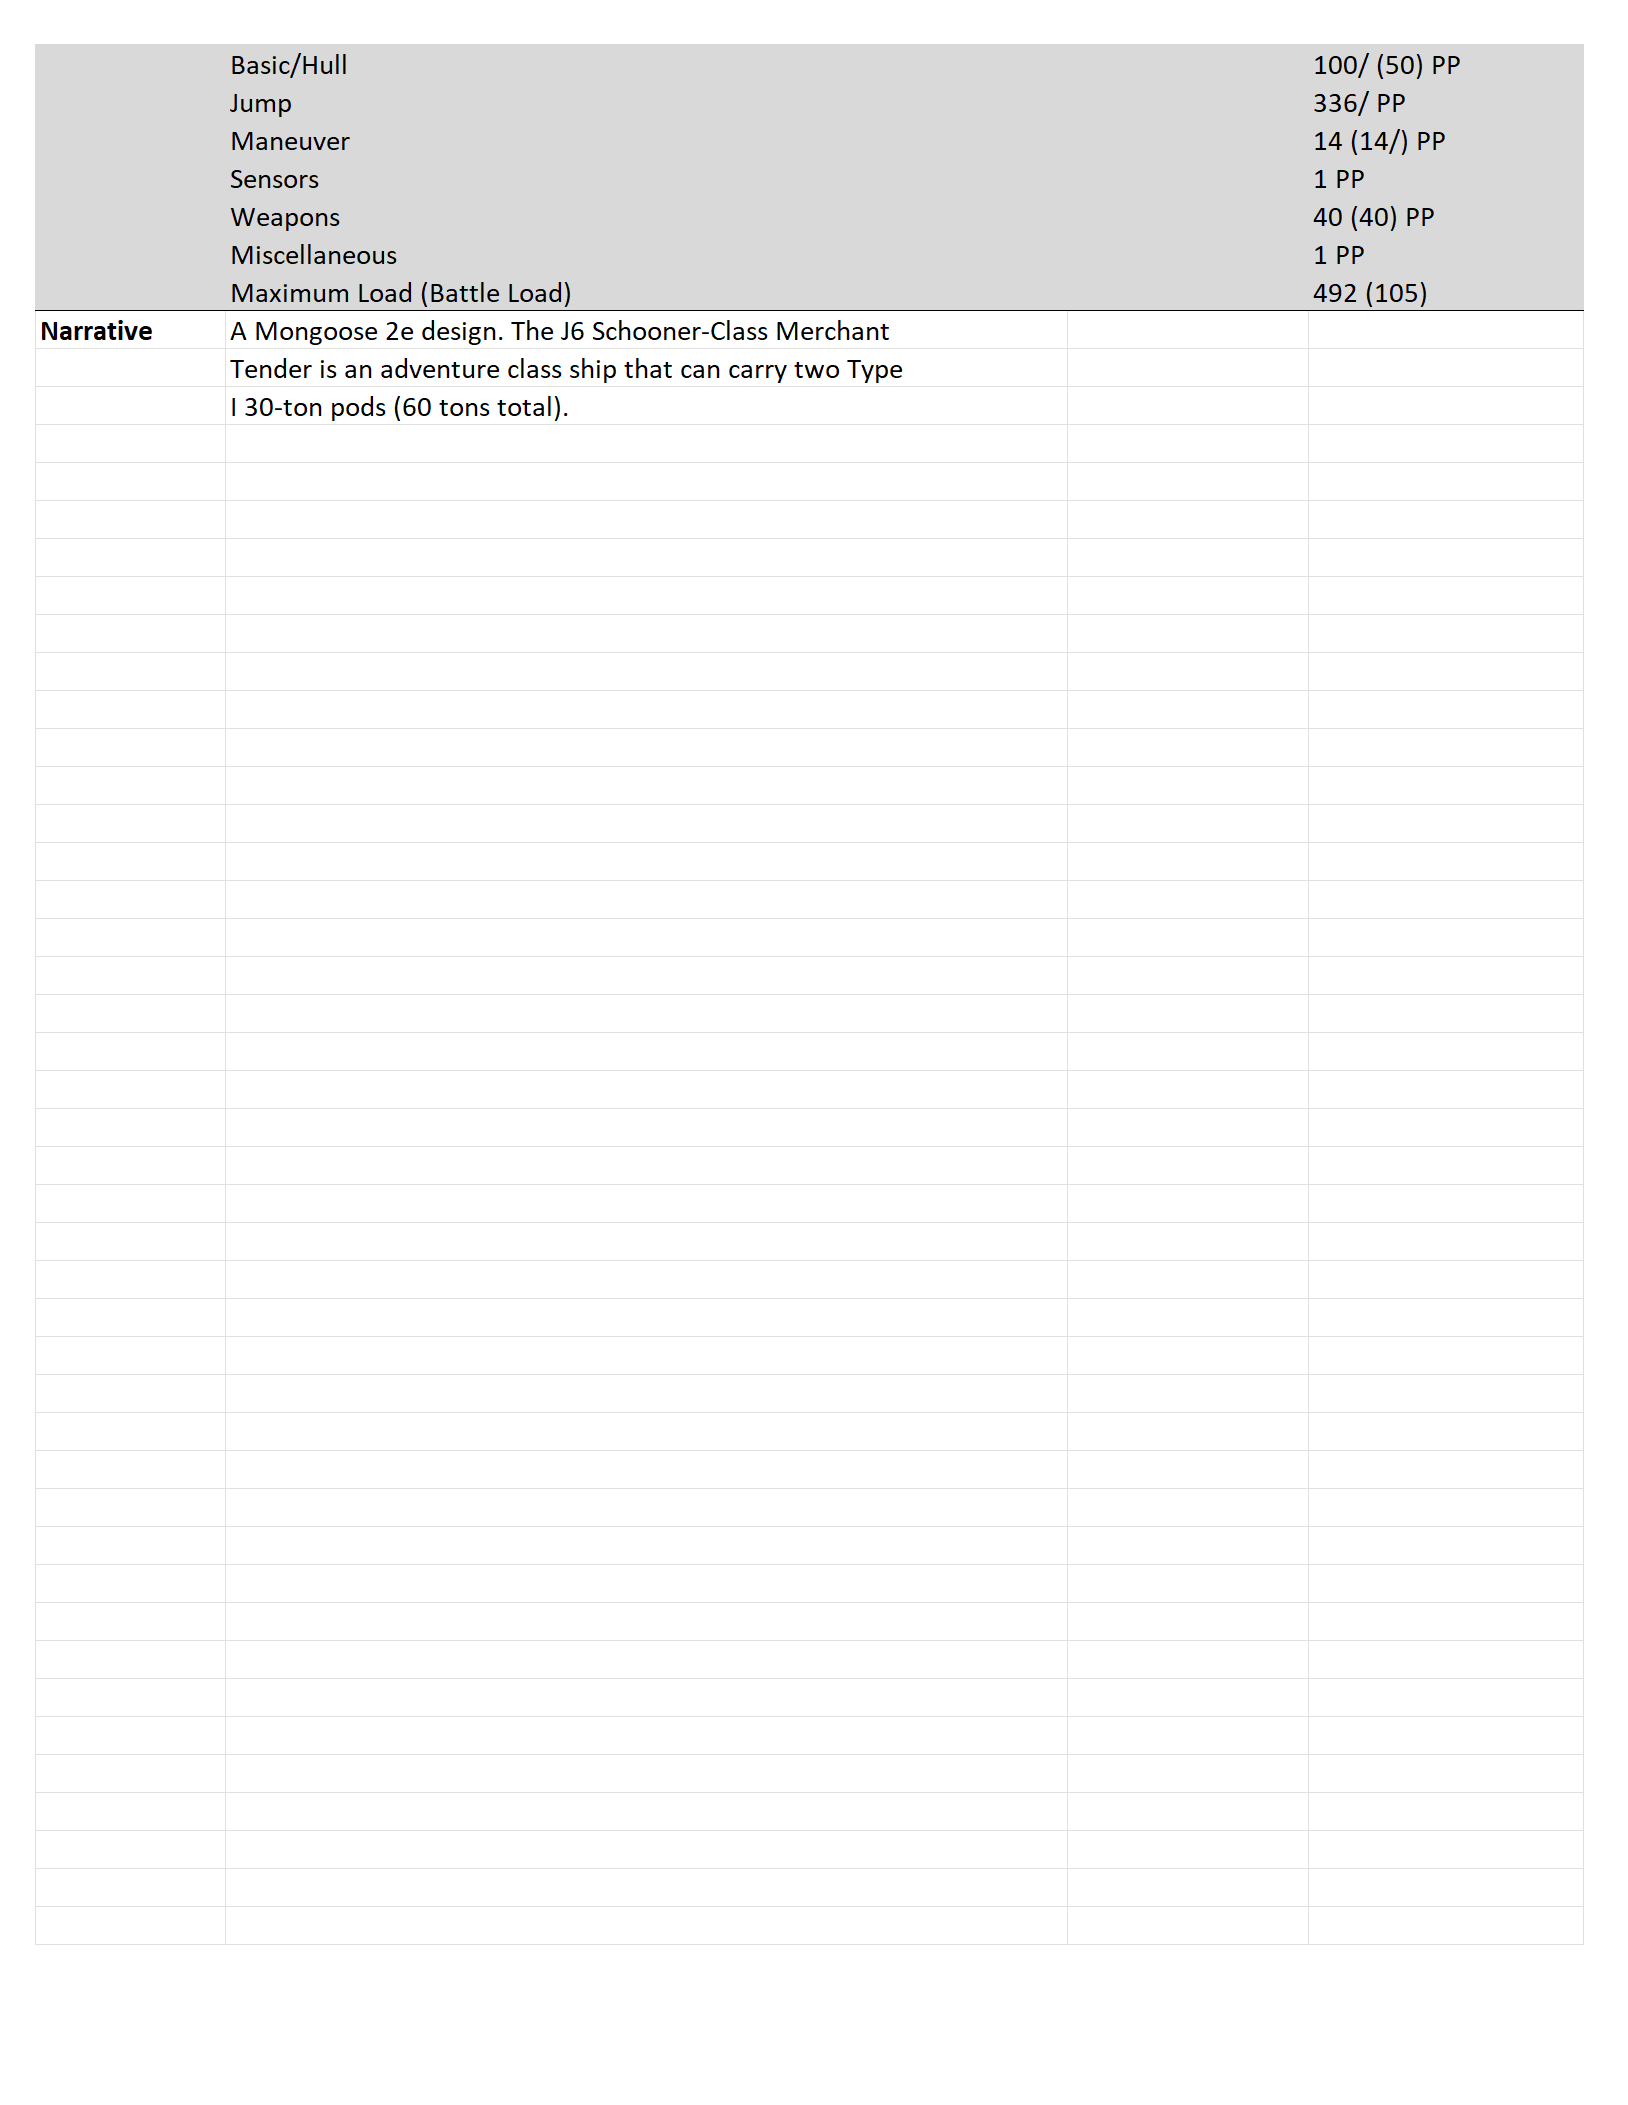 Basic/Hull 100/ (50) PP
Jump 336/ PP
Maneuver 14 (14/) PP
Sensors 1 PP
Weapons 40 (40) PP
Miscellaneous 1 PP
Maximum Load (Battle Load) 492 (105)
Narrative A Mongoose 2e design. The J6 Schooner-Class Merchant
Tender is an adventure class ship that can carry two Type
I 30-ton pods (60 tons total).